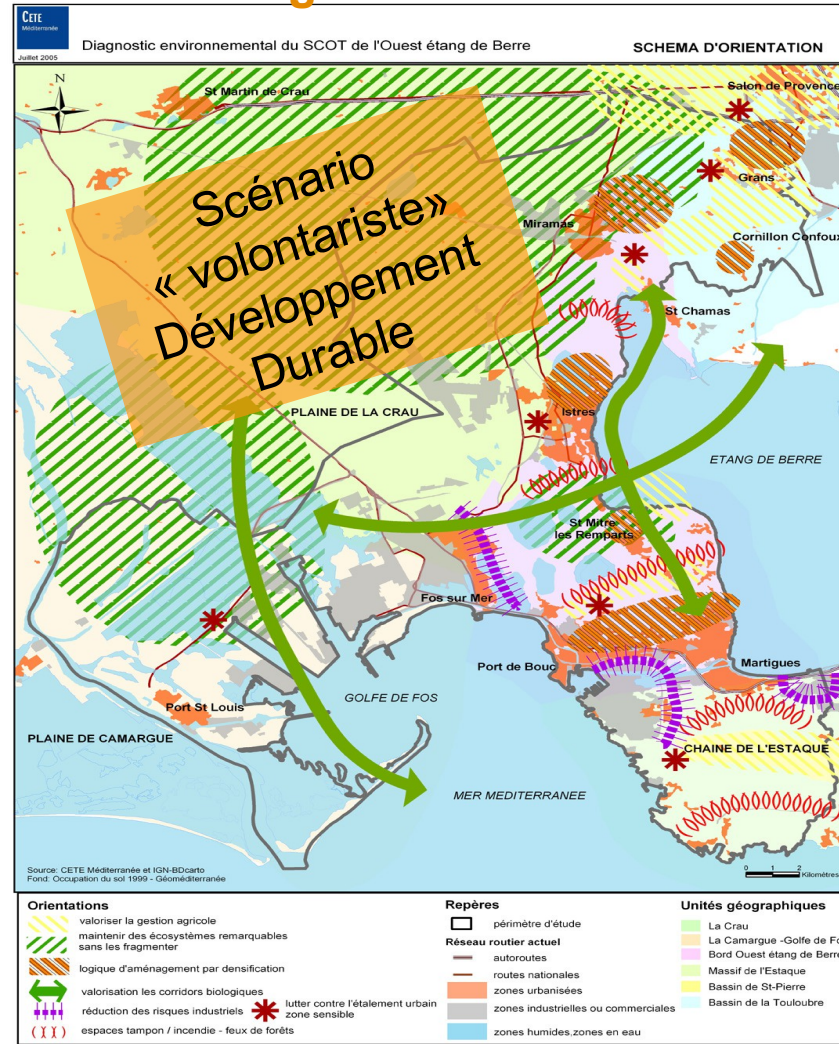 CETE
Méditerranée
Juillet 2005
Diagnostic environnemental du SCOT de l'Ouest étang de Berre
SCHEMA D'ORIENTATION
N
St Martin de Crau
Salon de Provence
Scénario
« volontariste»
Développement
Durable
Grans
Miramas
Cornillon Confoux
St Chamas
PLAINE DE LA CRAU
Istres
ETANG DE BERRE
St Mitre
les Remparts
Fos sur Mer
Port de Bouc
Martigues
GOLFE DE FOS
Port St Louis
PLAINE DE CAMARGUE
CHAINE DE L'ESTAQUE
MER MEDITERRANEE
Source: CETE Méditerranée et IGN-BDcarto
Fond: Occupation du sol 1999 - Géoméditerranée
0 1 2
Kilomètres
Orientations
valoriser la gestion agricole
maintenir des écosystèmes remarquables
sans les fragmenter
logique d'aménagement par densification
valorisation les corridors biologiques
réduction des risques industriels
lutter contre l'étalement urbain
zone sensible
espaces tampon / incendie - feux de forêts
Repères
périmètre d'étude
Réseau routier actuel
autoroutes
routes nationales
zones urbanisées
zones industrielles ou commerciales
zones humides,zones en eau
Unités géographiques
La Crau
La Camargue -Golfe de Fo
Bord Ouest étang de Berre
Massif de l'Estaque
Bassin de St-Pierre
Bassin de la Touloubre